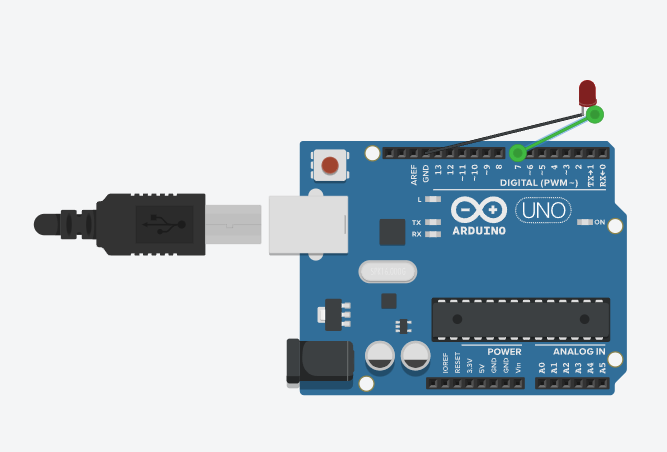 AREF
GND
13
12
~11
~10
~9
8
7
~6
~5
4
~3
2
TX→1
RX←0
DIGITAL (PWM~)
L
TX
RX
ARDUINO
UNO
ON
POWER
ANALOG IN
IOREF
RESET
3.3V
5V
GND
GND
Vin
A0
A1
A2
A3
A4
A5